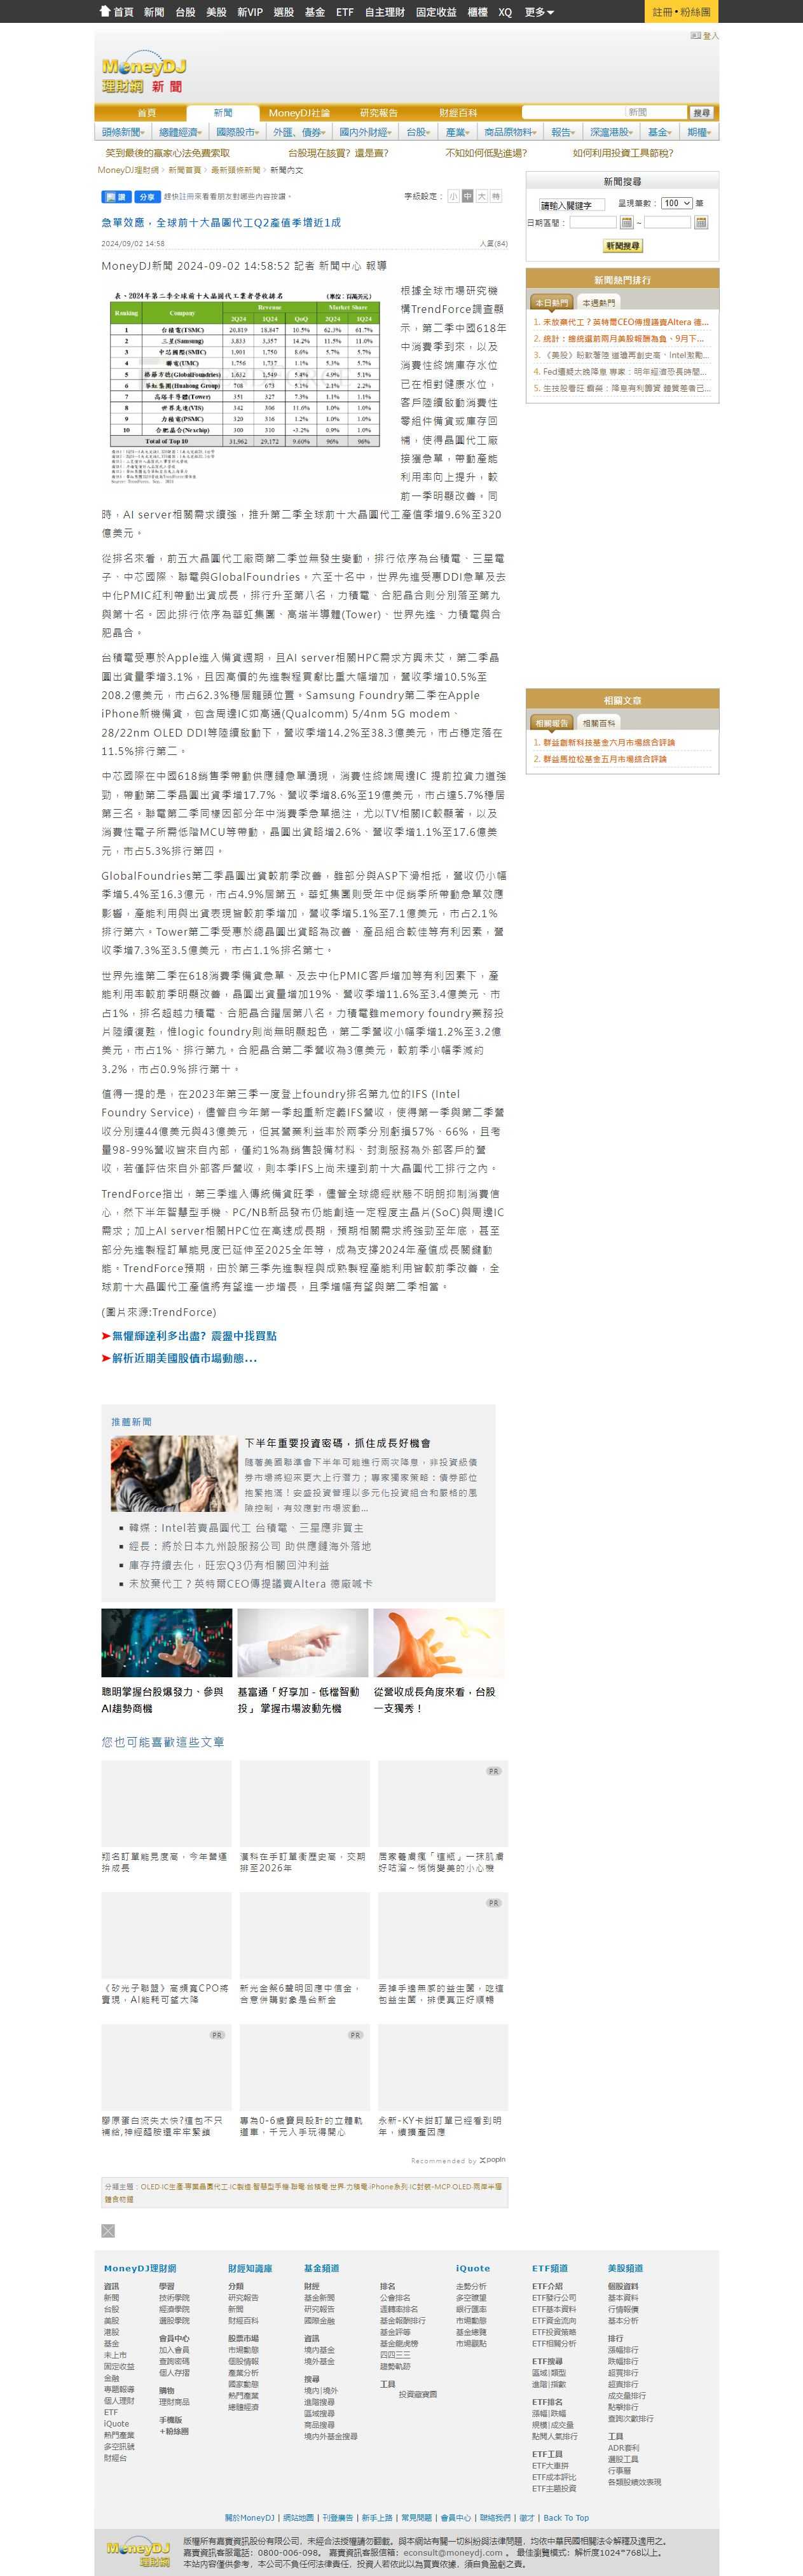 首頁 新聞 台股 美股 新VIP 選股 基金 ETF 自主理財 固定收益 櫃檯 XQ 更多 註冊•粉絲團
登入
MoneyDJ
理財網 新聞
首頁 新聞 MoneyDJ社論 研究報告 財經百科 新聞 搜尋
頭條新聞 總體經濟 國際股市 外匯、債券 國內外財經 台股 產業 商品原物料 報告 深滬港股 基金 期權
笑到最後的贏家心法免費索取 台股現在該買? 還是賣? 不知如何低點進場? 如何利用投資工具節稅?
MoneyDJ理財網 > 新聞首頁 > 最新頭條新聞 > 新聞內文
讚 分享 趕快註冊來看看朋友對哪些內容按讚。 字級設定： 小 中 大 特
急單效應，全球前十大晶圓代工Q2產值季增近1成
2024/09/02 14:58 人氣(84)
MoneyDJ新聞 2024-09-02 14:58:52 記者 新聞中心 報導
表、2024年第二季全球前十大晶圓代工業者營收排名 (單位：百萬美元)
Ranking Company Revenue Market Share
2Q24 1Q24 QoQ 2Q24 1Q24
1 台積電(TSMC) 20,819 18,847 10.5% 62.3% 61.7%
2 三星(Samsung) 3,833 3,357 14.2% 11.5% 11.0%
3 中芯國際(SMIC) 1,901 1,750 8.6% 5.7% 5.7%
4 聯電(UMC) 1,756 1,737 1.1% 5.3% 5.7%
5 格羅方德(GlobalFoundries) 1,632 1,549 5.4% 4.9% 5.1%
6 華虹集團(Huahong Group) 708 673 5.1% 2.1% 2.2%
7 高塔半導體(Tower) 351 327 7.3% 1.1% 1.1%
8 世界先進(VIS) 342 306 11.6% 1.0% 1.0%
9 力積電(PSMC) 320 316 1.2% 1.0% 1.0%
10 合肥晶合(Nexchip) 300 310 -3.2% 0.9% 1.0%
Total of Top 10 31,962 29,172 9.60% 96% 96%
根據全球市場研究機
構TrendForce調查顯
示，第二季中國618年
中消費季到來，以及
消費性終端庫存水位
已在相對健康水位，
客戶陸續啟動消費性
零組件備貨或庫存回
補，使得晶圓代工廠
接獲急單，帶動產能
利用率向上提升，較
前一季明顯改善。同
時，AI server相關需求續強，推升第二季全球前十大晶圓代工產值季增9.6%至320
億美元。
從排名來看，前五大晶圓代工廠商第二季並無發生變動，排行依序為台積電、三星電
子、中芯國際、聯電與GlobalFoundries。六至十名中，世界先進受惠DDI急單及去
中化PMIC紅利帶動出貨成長，排行升至第八名，力積電、合肥晶合則分別落至第九
與第十名。因此排行依序為華虹集團、高塔半導體(Tower)、世界先進、力積電與合
肥晶合。
台積電受惠於Apple進入備貨週期，且AI server相關HPC需求方興未艾，第二季晶
圓出貨量季增3.1%，且因高價的先進製程貢獻比重大幅增加，營收季增10.5%至
208.2億美元，市占62.3%穩居龍頭位置。Samsung Foundry第二季在Apple
iPhone新機備貨，包含周邊IC如高通(Qualcomm) 5/4nm 5G modem、
28/22nm OLED DDI等陸續啟動下，營收季增14.2%至38.3億美元，市占穩定落在
11.5%排行第二。
中芯國際在中國618銷售季帶動供應鏈急單湧現，消費性終端周邊IC 提前拉貨力道強
勁，帶動第二季晶圓出貨季增17.7%、營收季增8.6%至19億美元，市占達5.7%穩居
第三名。聯電第二季同樣因部分年中消費季急單挹注，尤以TV相關IC較顯著，以及
消費性電子所需低階MCU等帶動，晶圓出貨略增2.6%、營收季增1.1%至17.6億美
元，市占5.3%排行第四。
GlobalFoundries第二季晶圓出貨較前季改善，雖部分與ASP下滑相抵，營收仍小幅
季增5.4%至16.3億元，市占4.9%居第五。華虹集團則受年中促銷季所帶動急單效應
影響，產能利用與出貨表現皆較前季增加，營收季增5.1%至7.1億美元，市占2.1%
排行第六。Tower第二季受惠於總晶圓出貨略為改善、產品組合較佳等有利因素，營
收季增7.3%至3.5億美元，市占1.1%排名第七。
世界先進第二季在618消費季備貨急單、及去中化PMIC客戶增加等有利因素下，產
能利用率較前季明顯改善，晶圓出貨量增加19%、營收季增11.6%至3.4億美元、市
占1%，排名超越力積電、合肥晶合躍居第八名。力積電雖memory foundry業務投
片陸續復甦，惟logic foundry則尚無明顯起色，第二季營收小幅季增1.2%至3.2億
美元，市占1%、排行第九。合肥晶合第二季營收為3億美元，較前季小幅季減約
3.2%，市占0.9%排行第十。
值得一提的是，在2023年第三季一度登上foundry排名第九位的IFS (Intel
Foundry Service)，儘管自今年第一季起重新定義IFS營收，使得第一季與第二季營
收分別達44億美元與43億美元，但其營業利益率於兩季分別虧損57%、66%，且考
量98-99%營收皆來自內部，僅約1%為銷售設備材料、封測服務為外部客戶的營
收，若僅評估來自外部客戶營收，則本季IFS上尚未達到前十大晶圓代工排行之內。
TrendForce指出，第三季進入傳統備貨旺季，儘管全球總經狀態不明朗抑制消費信
心，然下半年智慧型手機、PC/NB新品發布仍能創造一定程度主晶片(SoC)與周邊IC
需求；加上AI server相關HPC位在高速成長期，預期相關需求將強勁至年底，甚至
部分先進製程訂單能見度已延伸至2025全年等，成為支撐2024年產值成長關鍵動
能。TrendForce預期，由於第三季先進製程與成熟製程產能利用皆較前季改善，全
球前十大晶圓代工產值將有望進一步增長，且季增幅有望與第二季相當。
(圖片來源:TrendForce)
➤無懼輝達利多出盡? 震盪中找買點
➤解析近期美國股債市場動態...
推薦新聞
下半年重要投資密碼，抓住成長好機會
隨著美國聯準會下半年可能進行兩次降息，非投資級債
券市場將迎來更大上行潛力；專家獨家策略：債券部位
抱緊抱滿！安盛投資管理以多元化投資組合和嚴格的風
險控制，有效應對市場波動...
韓媒：Intel若賣晶圓代工 台積電、三星應非買主
經長：將於日本九州設服務公司 助供應鏈海外落地
庫存持續去化，旺宏Q3仍有相關回沖利益
未放棄代工？英特爾CEO傳提議賣Altera 德廠喊卡
聰明掌握台股爆發力、參與
AI趨勢商機
基富通「好享加－低檔智動
投」 掌握市場波動先機
從營收成長角度來看，台股
一支獨秀！
您也可能喜歡這些文章
翔名訂單能見度高，今年營運
拚成長
漢科在手訂單衝歷史高，交期
排至2026年
PR
居家養膚瘋「這瓶」一抹肌膚
好咕溜～悄悄變美的小心機
《矽光子聯盟》高頻寬CPO將
實現，AI能耗可望大降
新光金祭6聲明回應中信金，
合意併購對象是台新金
PR
丟掉手邊無感的益生菌，吃這
包益生菌，排便真正好順暢
PR
膠原蛋白流失太快?這包不只
補給,神經醯胺還牢牢緊鎖
PR
專為0-6歲寶貝設計的立體軌
道車，千元入手玩得開心
永新-KY卡鉗訂單已經看到明
年，續擴產因應
Recommended by popIn
分類主題：OLED‧IC生產‧專業晶圓代工‧IC製造‧智慧型手機‧聯電‧台積電‧世界‧力積電‧iPhone系列‧IC封裝-MCP‧OLED‧兩岸半導
體食物鏈
新聞搜尋
請輸入關鍵字 呈現筆數： 100 筆
日期區間： ~
新聞搜尋
新聞熱門排行
本日熱門 本週熱門
1. 未放棄代工？英特爾CEO傳提議賣Altera 德...
2. 統計：總統選前兩月美股報酬為負、9月下...
3. 《美股》盼歐著陸 道瓊再創史高、Intel激勵...
4. Fed遭疑太晚降息 專家：明年經濟恐長時間...
5. 生技股看旺 鵬榮：降息有利籌資 體質差者已...
相關文章
相關報告 相關百科
1. 群益創新科技基金六月市場綜合評論
2. 群益馬拉松基金五月市場綜合評論
MoneyDJ理財網 財經知識庫 基金頻道 iQuote ETF頻道 美股頻道
資訊
新聞
台股
美股
港股
基金
未上市
固定收益
金融
專題報導
個人理財
ETF
iQuote
熱門產業
多空訊號
財經台
學習
技術學院
經濟學院
選股學院
會員中心
加入會員
查詢密碼
個人存摺
購物
理財商品
手機版
+粉絲團
分類
研究報告
新聞
財經百科
股票市場
市場動態
個股情報
產業分析
國家動態
熱門產業
總體經濟
財經
基金新聞
研究報告
國際金融
資訊
境內基金
境外基金
搜尋
境內|境外
進階搜尋
區域搜尋
商品搜尋
境內外基金搜尋
排名
公會排名
週轉率排名
基金報酬排行
基金評等
基金龍虎榜
四四三三
趨勢軌跡
工具
投資遊資團
走勢分析
多空瞭望
銀行匯率
市場動態
基金總覽
市場觀點
ETF介紹
ETF發行公司
ETF基本資料
ETF資金流向
ETF投資策略
ETF相關分析
ETF搜尋
區域|類型
進階|指數
ETF排名
漲幅|跌幅
規模|成交量
點閱人氣排行
ETF工具
ETF大車拼
ETF成本評比
ETF主題投資
個股資料
基本資料
行情報價
基本分析
排行
漲幅排行
跌幅排行
超買排行
超賣排行
成交量排行
點擊排行
查詢次數排行
工具
ADR套利
選股工具
行事曆
各類股績效表現
關於MoneyDJ | 網站地圖 | 刊登廣告 | 新手上路 | 常見問題 | 會員中心 | 聯絡我們 | 徵才 | Back To Top
MoneyDJ
理財網
版權所有嘉實資訊股份有限公司，未經合法授權請勿翻載。與本網站有關一切糾紛與法律問題，均依中華民國相關法令解釋及適用之。
嘉實資訊客服電話：0800-006-098。 嘉實資訊客服信箱：econsult@moneydj.com 。 最佳瀏覽模式：解析度1024*768以上。
本站內容僅供參考，本公司不負任何法律責任，投資人若依此以為買賣依據，須自負盈虧之責。